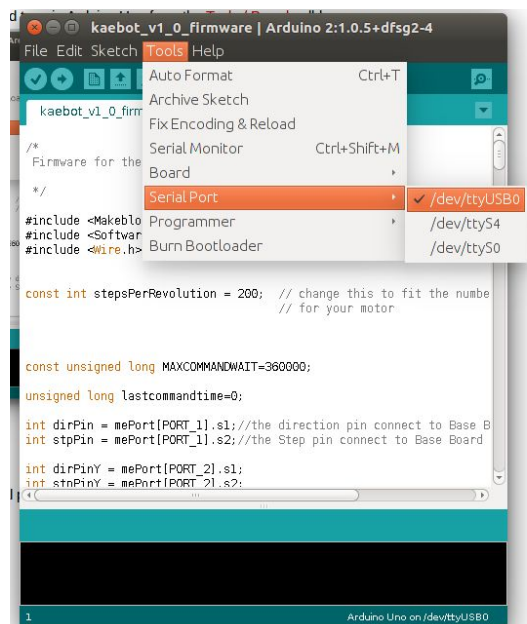 kaebot_v1_0_firmware | Arduino 2:1.0.5+dfsg2-4
File Edit Sketch Tools Help
Auto Format Ctrl+T
Archive Sketch
Fix Encoding & Reload
Serial Monitor Ctrl+Shift+M
Board
Serial Port
Programmer
Burn Bootloader
/dev/ttyUSB0
/dev/ttyS4
/dev/ttyS0
kaebot_v1_0_firm
/*
Firmware for the
*/
#include <Makeblo
#include <Softwar
#include <Wire.h>
const int stepsPerRevolution = 200; // change this to fit the numbe
// for your motor
const unsigned long MAXCOMMANDWAIT=360000;
unsigned long lastcommandtime=0;
int dirPin = mePort[PORT_1].s1;//the direction pin connect to Base B
int stpPin = mePort[PORT_1].s2;//the Step pin connect to Base Board
int dirPinY = mePort[PORT_2].s1;
int stpPinY = mePort[PORT_2].s2;
1
Arduino Uno on /dev/ttyUSB0